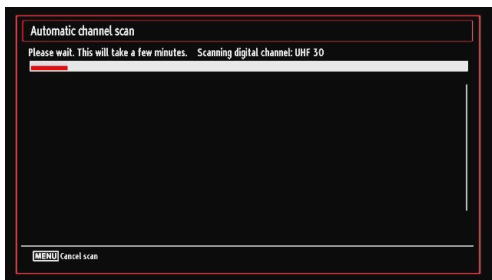 Automatic channel scan
Please wait. This will take a few minutes. Scanning digital channel: UHF 30
MENU Cancel scan